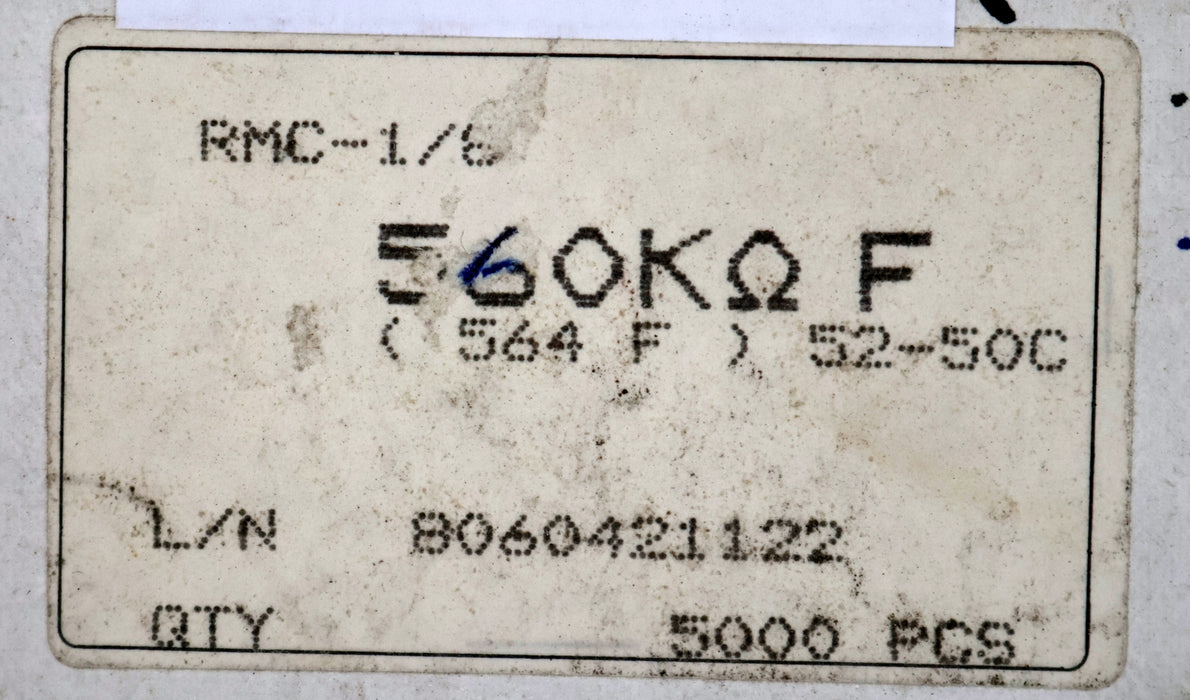 RMC-1/6
560KΩ F
( 564 F ) 52-50C
L/N 8060421122
QTY 5000 PCS